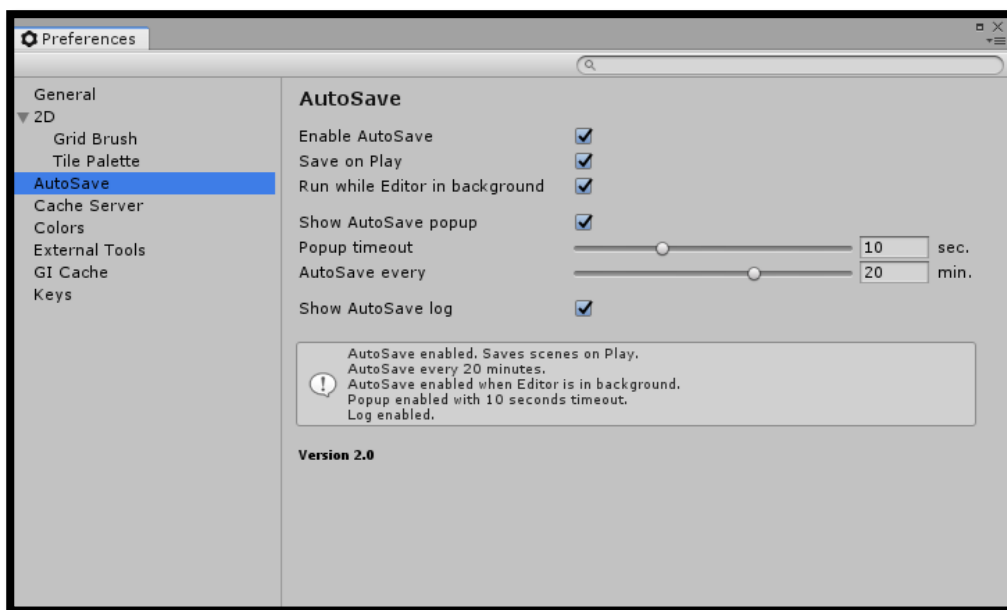 Preferences
General
2D
Grid Brush
Tile Palette
AutoSave
Cache Server
Colors
External Tools
GI Cache
Keys
AutoSave
Enable AutoSave
Save on Play
Run while Editor in background
Show AutoSave popup
Popup timeout 10 sec.
AutoSave every 20 min.
Show AutoSave log
AutoSave enabled. Saves scenes on Play.
AutoSave every 20 minutes.
AutoSave enabled when Editor is in background.
Popup enabled with 10 seconds timeout.
Log enabled.
Version 2.0